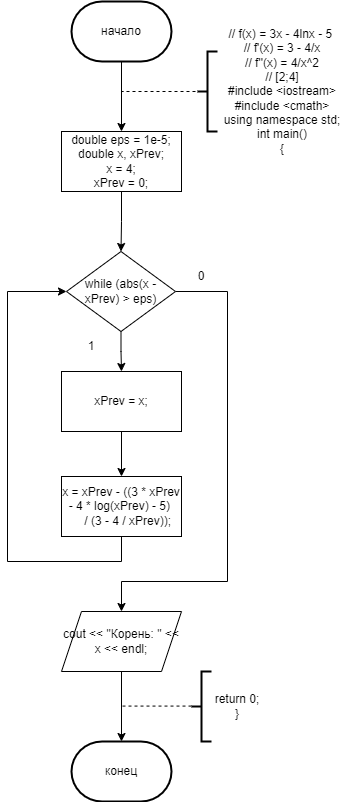 начало
// f(x) = 3x - 4lnx - 5
// f'(x) = 3 - 4/x
// f''(x) = 4/x^2
// [2;4]
#include <iostream>
#include <cmath>
using namespace std;
int main()
{
double eps = 1e-5;
double x, xPrev;
x = 4;
xPrev = 0;
while (abs(x -
xPrev) > eps)
0
1
xPrev = x;
x = xPrev - ((3 * xPrev
- 4 * log(xPrev) - 5)
/ (3 - 4 / xPrev));
cout << "Корень: " <<
x << endl;
return 0;
}
конец